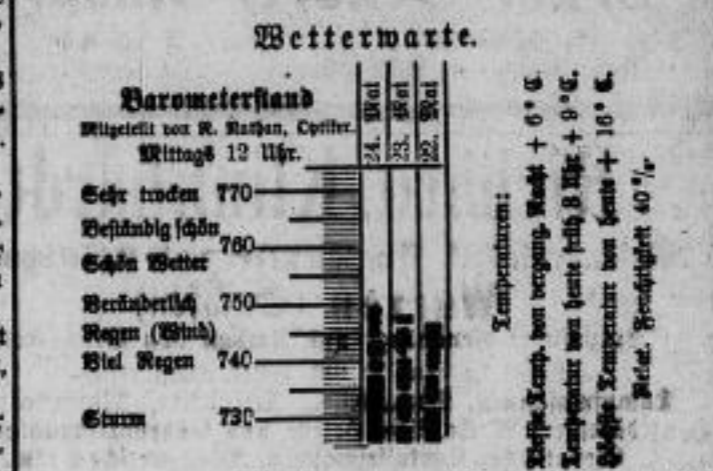 Wetterwarte.
Barometerstand
Mitgeteilt von R. Nathan, Optiker.
Mittags 12 Uhr.
24. Mai
23. Mai
22. Mai
Sehr trocken 770
Beständig schön
760
Schön Wetter
Veränderlich 750
Regen (Wind)
Viel Regen 740
Sturm 730
Temperaturen:
Tiefste Temp. von vergang. Nacht + 6° C.
Temperatur von heute früh 8 Uhr + 9° C.
Höchste Temperatur von heute + 16° C.
Relat. Feuchtigkeit 40 %